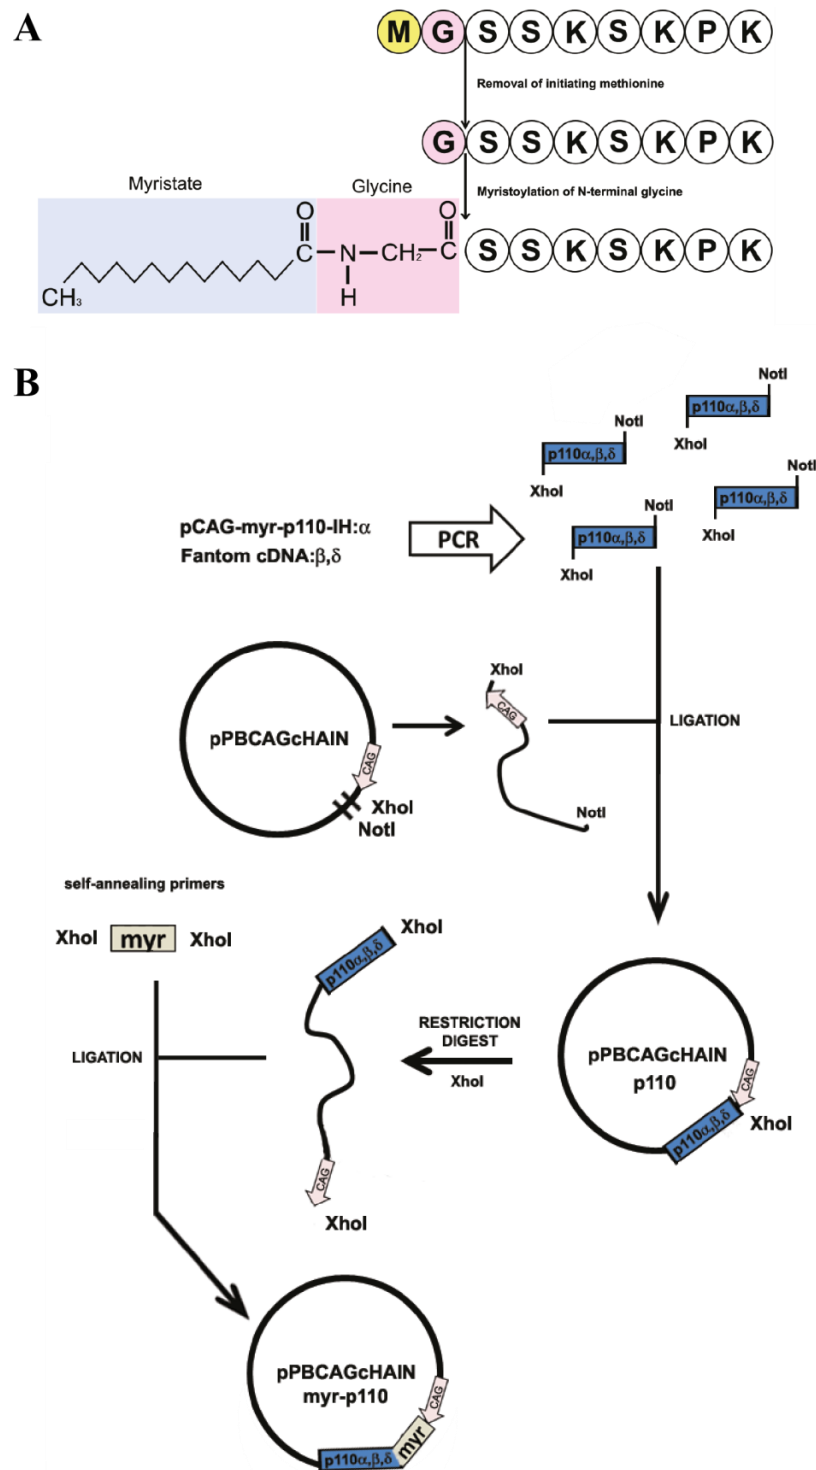 A
M G S S K S K P K
Removal of initiating methionine
G S S K S K P K
Myristoylation of N-terminal glycine
Myristate
Glycine
O
O
C N CH₂ C S S K S K P K
H
CH₃
B
NotI
p110α,β,δ
XhoI
NotI
p110α,β,δ
XhoI
NotI
p110α,β,δ
XhoI
NotI
p110α,β,δ
XhoI
pCAG-myr-p110-IH:α
Fantom cDNA:β,δ
PCR
XhoI
CAG
NotI
LIGATION
pPBCAGcHAIN
CAG
XhoI
NotI
self-annealing primers
XhoI myr XhoI
LIGATION
XhoI
p110α,β,δ
CAG
XhoI
RESTRICTION
DIGEST
XhoI
pPBCAGcHAIN
p110
CAG
p110α,β,δ
XhoI
pPBCAGcHAIN
myr-p110
CAG
myr
p110α,β,δ